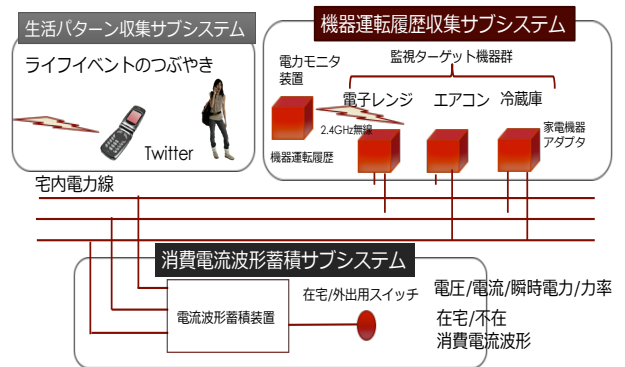 生活パターン収集サブシステム
ライフイベントのつぶやき
Twitter
機器運転履歴収集サブシステム
電力モニタ
装置
監視ターゲット機器群
電子レンジ
エアコン
冷蔵庫
2.4GHz無線
機器運転履歴
家電機器
アダプタ
宅内電力線
消費電流波形蓄積サブシステム
電流波形蓄積装置
在宅/外出用スイッチ
電圧/電流/瞬時電力/力率
在宅/不在
消費電流波形